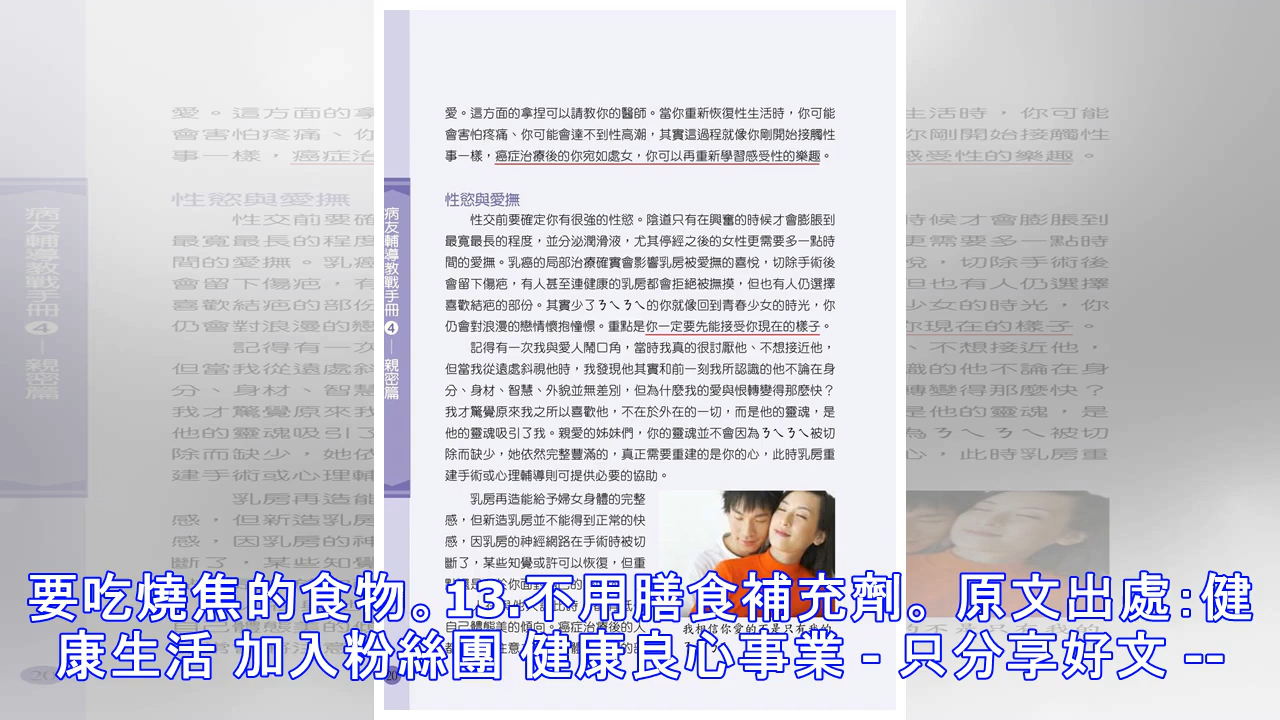 愛。這方面的拿捏可以請教你的醫師。當你重新恢復性生活時，你可能
會害怕疼痛、你可能會達不到性高潮，其實這過程就像你剛開始接觸性
事一樣，癌症治療後的你宛如處女，你可以再重新學習感受性的樂趣。
性慾與愛撫
性交前要確定你有很強的性慾。陰道只有在興奮的時候才會膨脹到
最寬最長的程度，並分泌潤滑液，尤其停經之後的女性更需要多一點時
間的愛撫。乳癌的局部治療確實會影響乳房被愛撫的喜悅，切除手術後
會留下傷疤，有人甚至連健康的乳房都會拒絕被撫摸，但也有人仍選擇
喜歡結疤的部份。其實少了ㄋㄟㄋㄟ的你就像回到青春少女的時光，你
仍會對浪漫的戀情懷抱憧憬。重點是你一定要先能接受你現在的樣子。
記得有一次我與愛人鬧口角，當時我真的很討厭他、不想接近他，
但當我從遠處斜視他時，我發現他其實和前一刻我所認識的他不論在身
分、身材、智慧、外貌並無差別，但為什麼我的愛與恨轉變得那麼快？
我才驚覺原來我之所以喜歡他，不在於外在的一切，而是他的靈魂，是
他的靈魂吸引了我。親愛的姊妹們，你的靈魂並不會因為ㄋㄟㄋㄟ被切
除而缺少，她依然完整豐滿的，真正需要重建的是你的心，此時乳房重
建手術或心理輔導則可提供必要的協助。
乳房再造能給予婦女身體的完整
感，但新造乳房並不能得到正常的快
感，因乳房的神經網路在手術時被切
斷了，某些知覺或許可以恢復，但重
自己體態美的傾向。癌症治療後的人
我相信你愛的不是只有我的
病友輔導教戰手冊 4 — 親密篇
要吃燒焦的食物。13.不用膳食補充劑。原文出處:健
康生活 加入粉絲團 健康良心事業 - 只分享好文 --